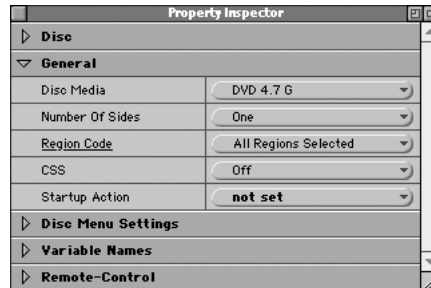 Property Inspector
Disc
General
Disc Media DVD 4.7 G
Number Of Sides One
Region Code All Regions Selected
CSS Off
Startup Action not set
Disc Menu Settings
Variable Names
Remote-Control